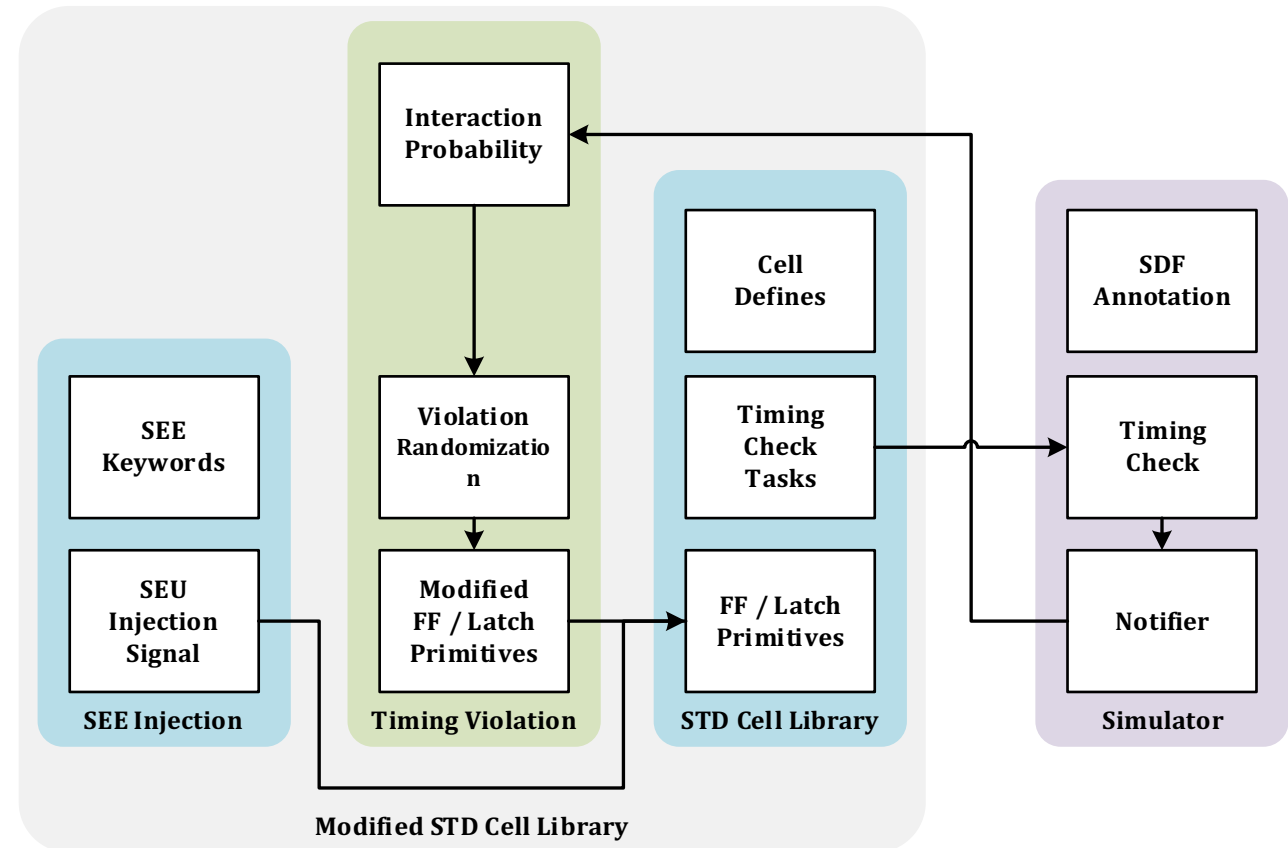 Interaction
Probability
Cell
Defines
SDF
Annotation
SEE
Keywords
Violation
Randomizatio
n
Timing
Check
Tasks
Timing
Check
SEU
Injection
Signal
Modified
FF / Latch
Primitives
FF / Latch
Primitives
Notifier
SEE Injection
Timing Violation
STD Cell Library
Simulator
Modified STD Cell Library